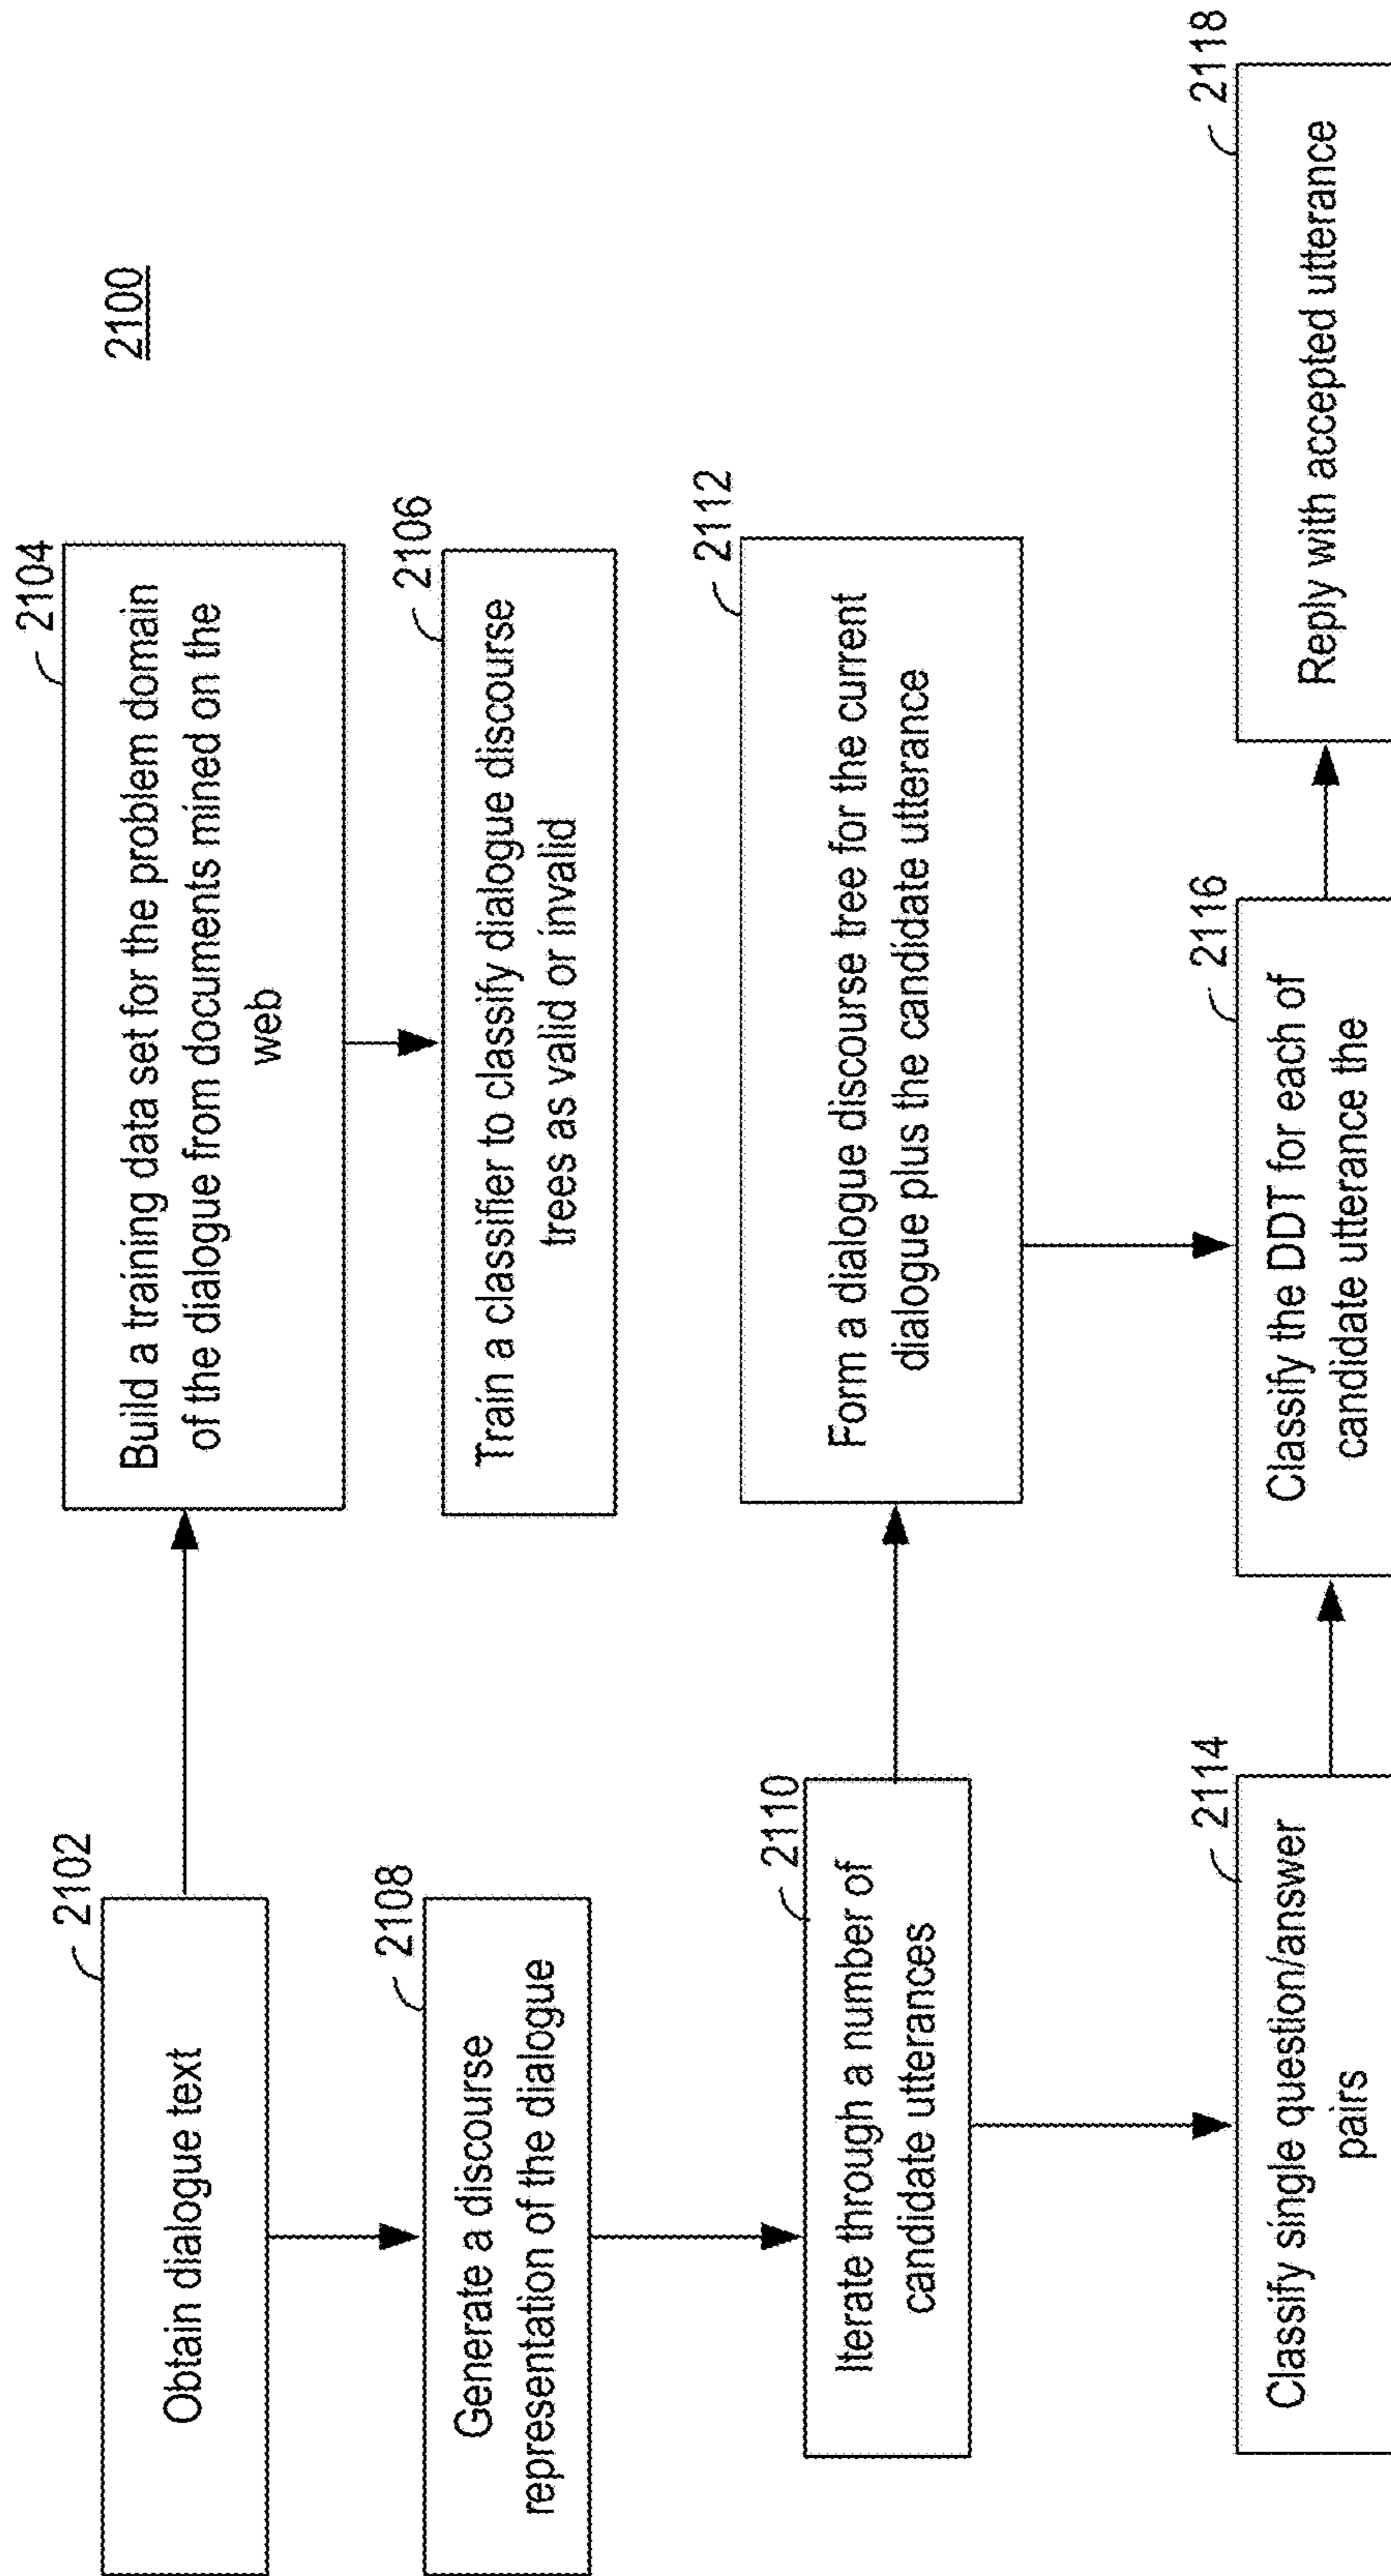 2100
2102
Obtain dialogue text
2104
Build a training data set for the problem domain
of the dialogue from documents mined on the
web
2108
Generate a discourse
representation of the dialogue
2106
Train a classifier to classify dialogue discourse
trees as valid or invalid
2110
Iterate through a number of
candidate utterances
2112
Form a dialogue discourse tree for the current
dialogue plus the candidate utterance
2114
Classify single question/answer
pairs
2116
Classify the DDT for each of
candidate utterance the
2118
Reply with accepted utterance